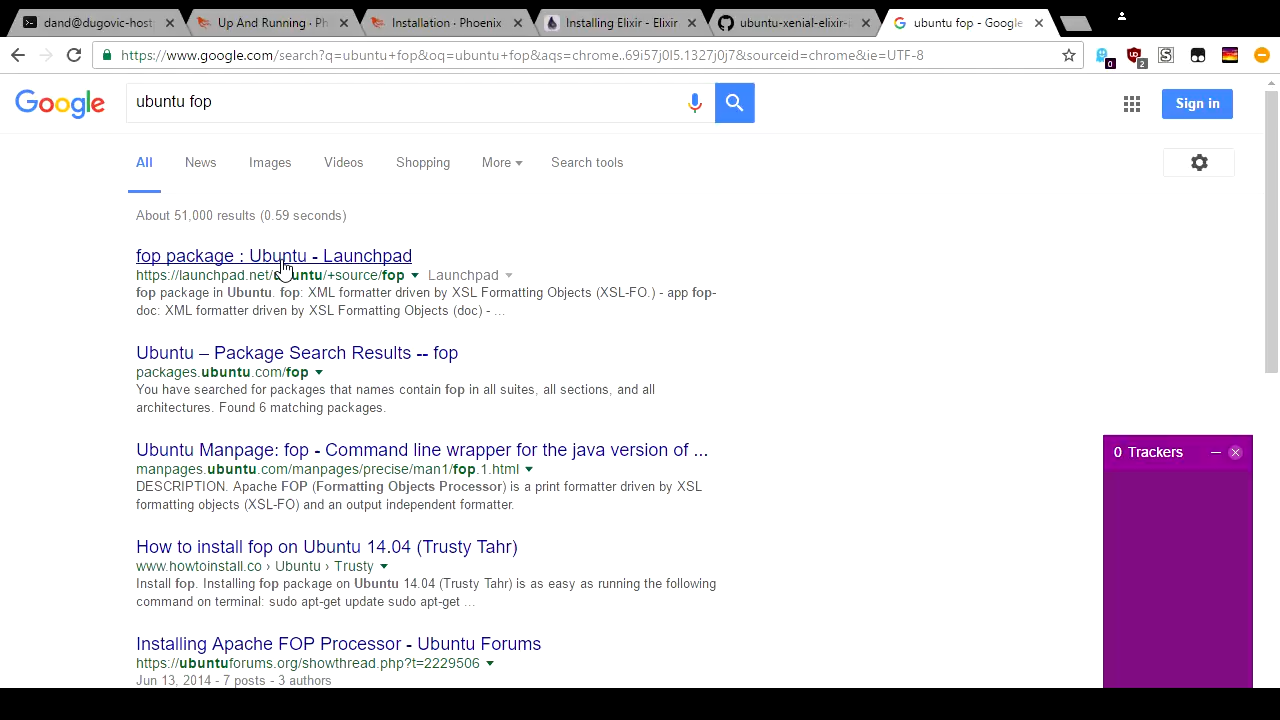 dand@dugovic-host
Up And Running · Ph
Installation · Phoenix
Installing Elixir - Elixir
ubuntu-xenial-elixir-
ubuntu fop - Google
https://www.google.com/search?q=ubuntu+fop&oq=ubuntu+fop&aqs=chrome..69i57j0l5.1327j0j7&sourceid=chrome&ie=UTF-8
0
2
Google
ubuntu fop
Sign in
All News Images Videos Shopping More Search tools
About 51,000 results (0.59 seconds)
fop package : Ubuntu - Launchpad
https://launchpad.net/ubuntu/+source/fop Launchpad
fop package in Ubuntu. fop: XML formatter driven by XSL Formatting Objects (XSL-FO.) - app fop-
doc: XML formatter driven by XSL Formatting Objects (doc) - ...
Ubuntu – Package Search Results -- fop
packages.ubuntu.com/fop
You have searched for packages that names contain fop in all suites, all sections, and all
architectures. Found 6 matching packages.
Ubuntu Manpage: fop - Command line wrapper for the java version of ...
manpages.ubuntu.com/manpages/precise/man1/fop.1.html
DESCRIPTION. Apache FOP (Formatting Objects Processor) is a print formatter driven by XSL
formatting objects (XSL-FO) and an output independent formatter.
0 Trackers
How to install fop on Ubuntu 14.04 (Trusty Tahr)
www.howtoinstall.co › Ubuntu › Trusty
Install fop. Installing fop package on Ubuntu 14.04 (Trusty Tahr) is as easy as running the following
command on terminal: sudo apt-get update sudo apt-get ...
Installing Apache FOP Processor - Ubuntu Forums
https://ubuntuforums.org/showthread.php?t=2229506
Jun 13, 2014 - 7 posts - 3 authors